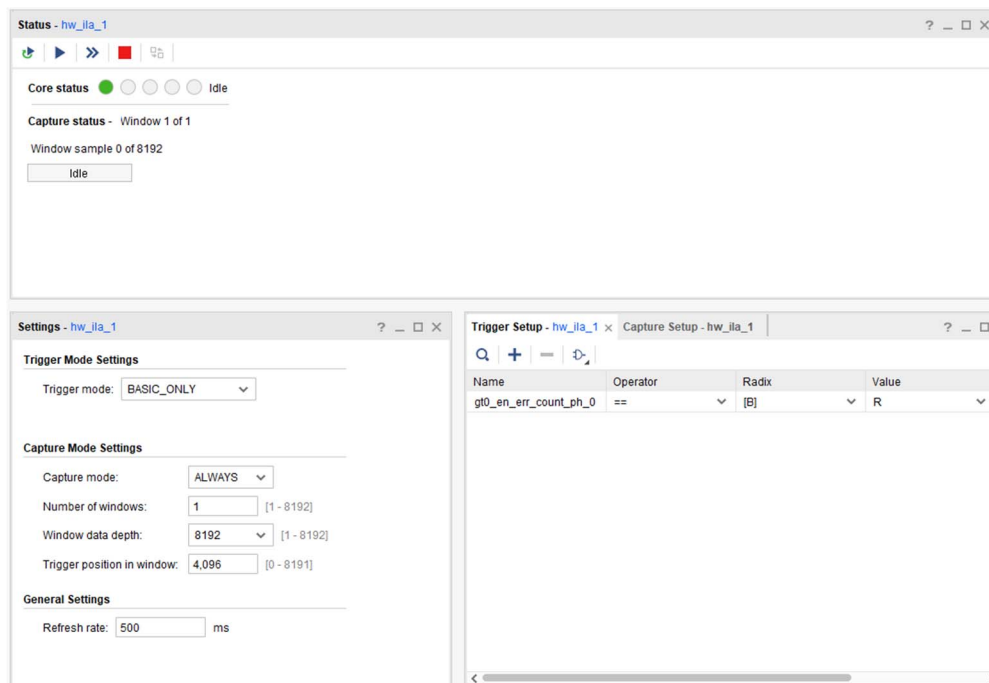 Status - hw_ila_1
Core status Idle
Capture status - Window 1 of 1
Window sample 0 of 8192
Idle
Settings - hw_ila_1
Trigger Mode Settings
Trigger mode: BASIC_ONLY
Capture Mode Settings
Capture mode: ALWAYS
Number of windows: 1 [1 - 8192]
Window data depth: 8192 [1 - 8192]
Trigger position in window: 4,096 [0 - 8191]
General Settings
Refresh rate: 500 ms
Trigger Setup - hw_ila_1 Capture Setup - hw_ila_1
Name Operator Radix Value
gt0_en_err_count_ph_0 == [B] R